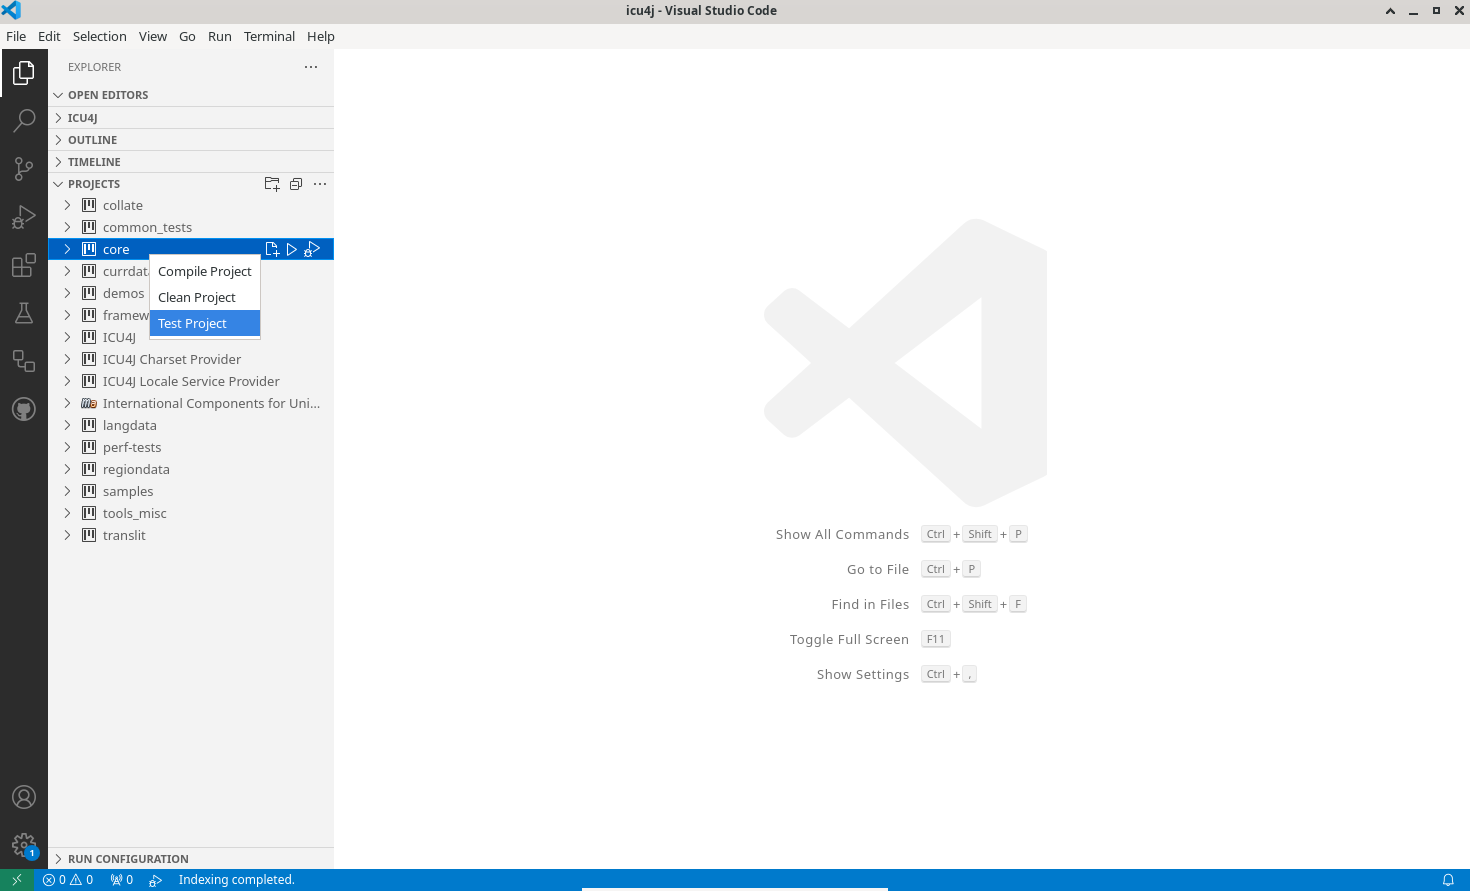 icu4j - Visual Studio Code
File Edit Selection View Go Run Terminal Help
EXPLORER
OPEN EDITORS
ICU4J
OUTLINE
TIMELINE
PROJECTS
collate
common_tests
core
Compile Project
Clean Project
Test Project
currdata
demos
framew
ICU4J
ICU4J Charset Provider
ICU4J Locale Service Provider
International Components for Uni...
langdata
perf-tests
regiondata
samples
tools_misc
translit
Show All Commands Ctrl + Shift + P
Go to File Ctrl + P
Find in Files Ctrl + Shift + F
Toggle Full Screen F11
Show Settings Ctrl + ,
RUN CONFIGURATION
1
0 0 0 Indexing completed.